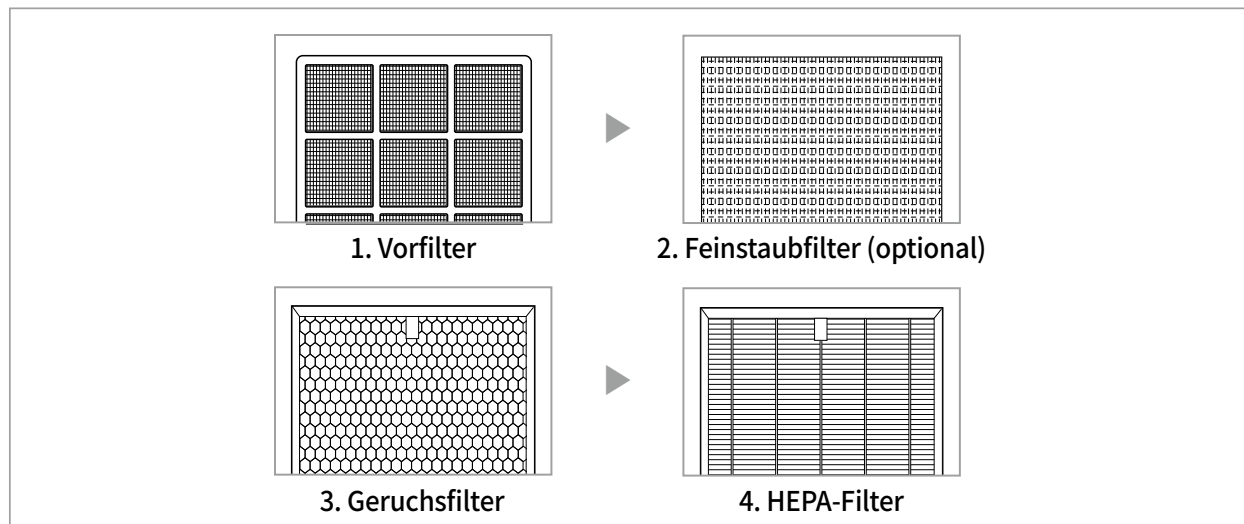 1. Vorfilter
2. Feinstaubfilter (optional)
3. Geruchsfilter
4. HEPA-Filter